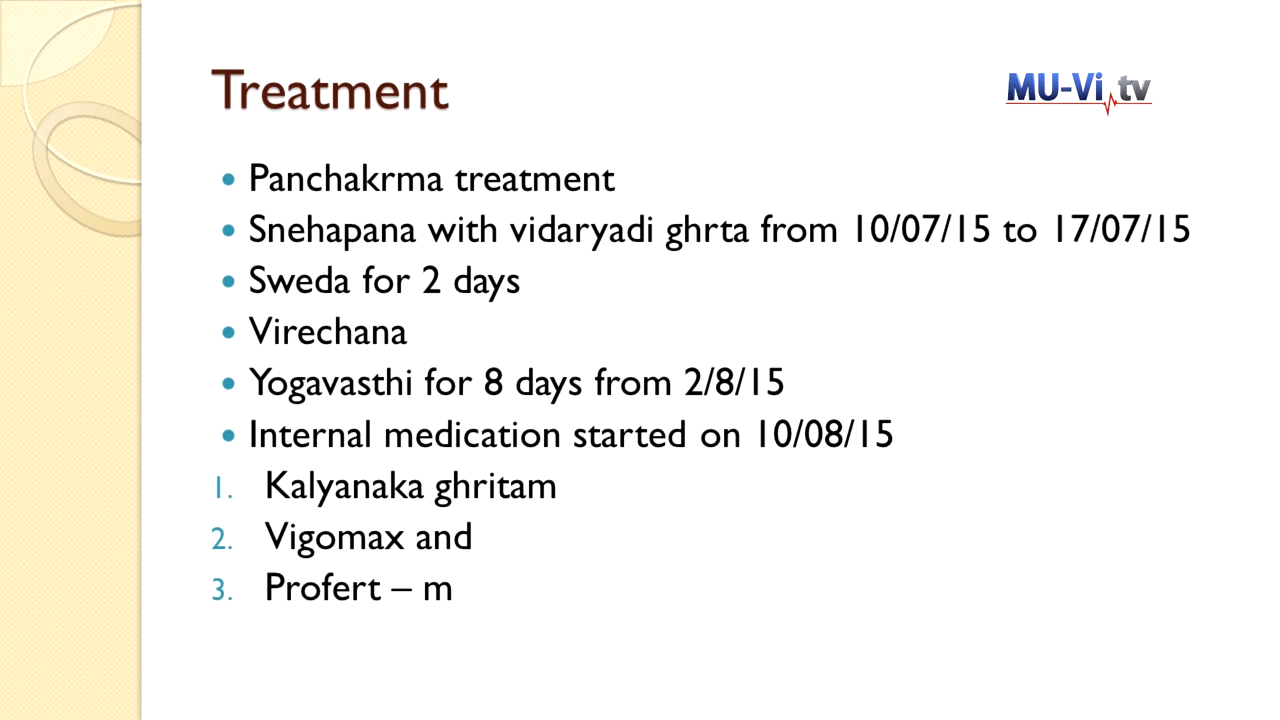 Treatment
MU-Vi tv
• Panchakrma treatment
• Snehapana with vidaryadi ghrta from 10/07/15 to 17/07/15
• Sweda for 2 days
• Virechana
• Yogavasthi for 8 days from 2/8/15
• Internal medication started on 10/08/15
1. Kalyanaka ghritam
2. Vigomax and
3. Profert – m